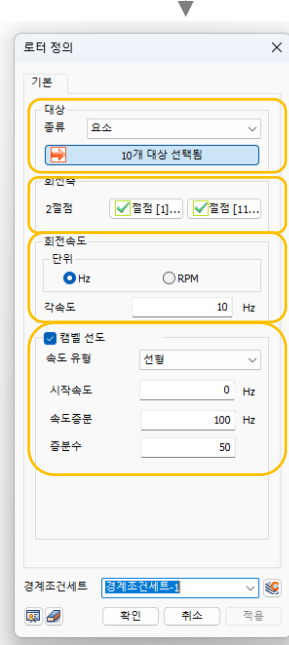 로터 정의
기본
대상
종류 요소
10개 대상 선택됨
회전축
2절점 절점 [1]... 절점 [11...
회전속도
단위
Hz RPM
각속도 10 Hz
캠벨 선도
속도 유형 선형
시작속도 0 Hz
속도증분 100 Hz
증분수 50
경계조건세트 경계조건세트-1
확인 취소 적용